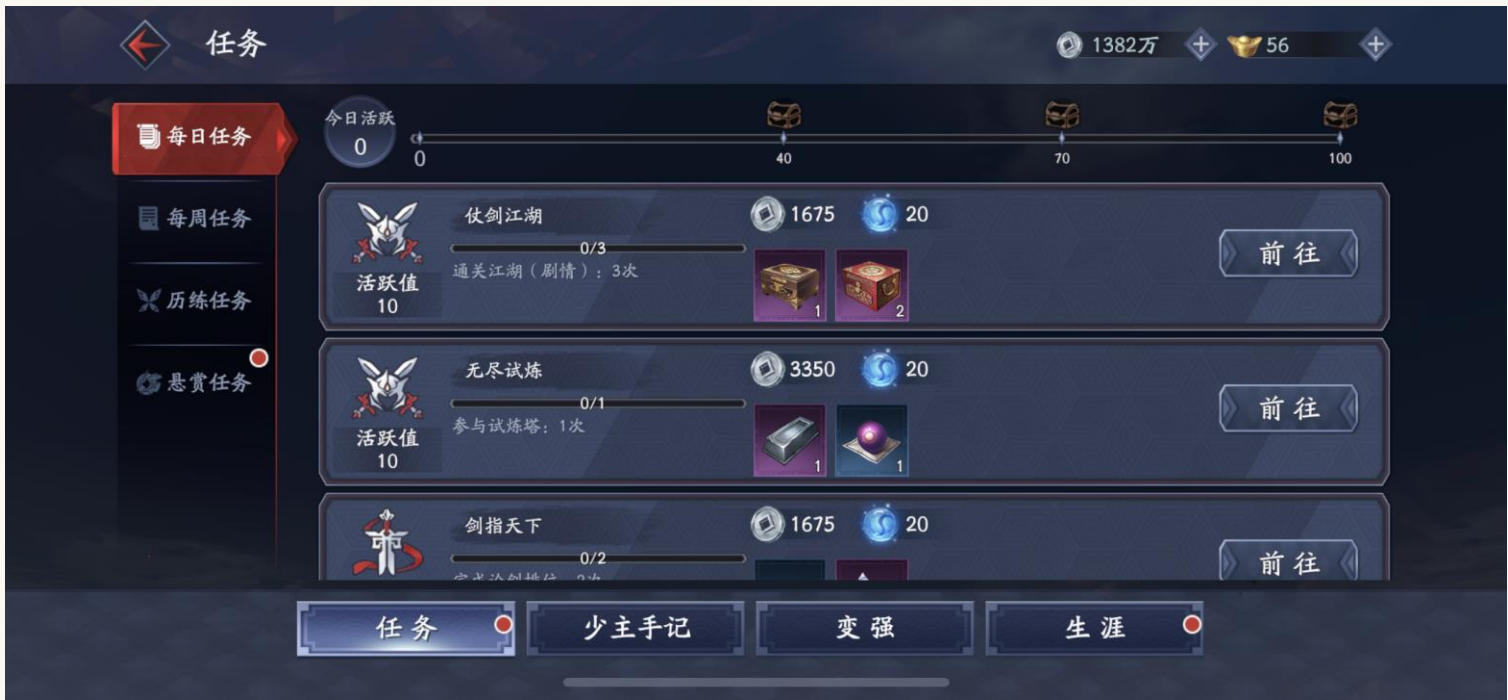 任务
1382万
56
每日任务
每周任务
历练任务
悬赏任务
今日活跃
0
0
40
70
100
仗剑江湖
0/3
通关江湖（剧情）：3次
活跃值
10
1675
20
1
2
前往
无尽试炼
0/1
参与试炼塔：1次
活跃值
10
3350
20
1
1
前往
剑指天下
0/2
1675
20
前往
任务
少主手记
变强
生涯